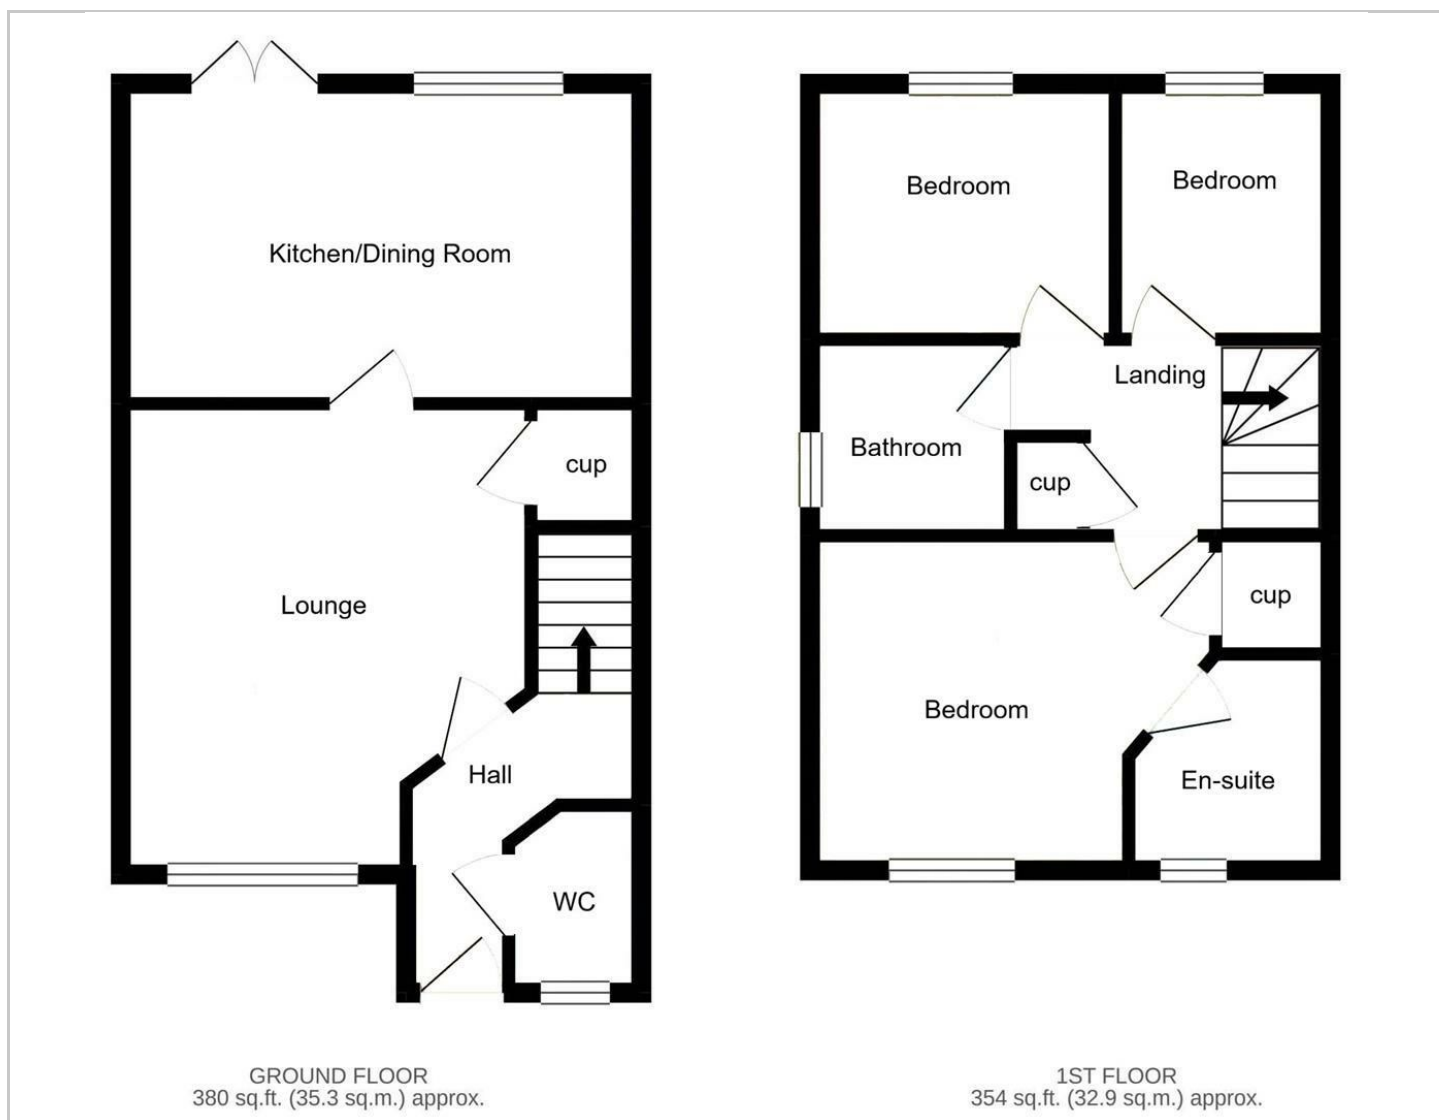 Kitchen/Dining Room
cup
Lounge
Hall
WC
GROUND FLOOR
380 sq.ft. (35.3 sq.m.) approx.
Bedroom
Bedroom
Landing
Bathroom
cup
cup
Bedroom
En-suite
1ST FLOOR
354 sq.ft. (32.9 sq.m.) approx.